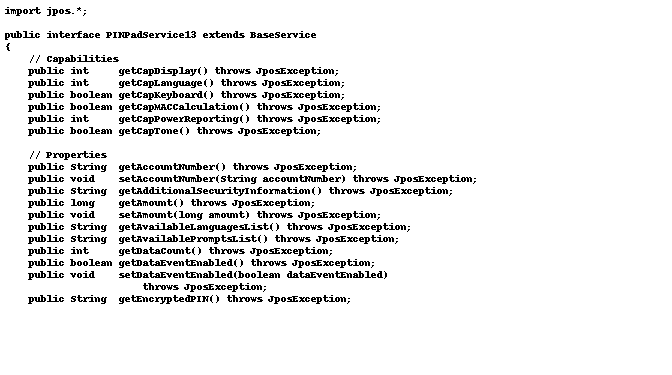 import jpos.*;

public interface PINPadService13 extends BaseService
{
    // Capabilities
    public int     getCapDisplay() throws JposException;
    public int     getCapLanguage() throws JposException;
    public boolean getCapKeyboard() throws JposException;
    public boolean getCapMACCalculation() throws JposException;
    public int     getCapPowerReporting() throws JposException;
    public boolean getCapTone() throws JposException;

    // Properties
    public String  getAccountNumber() throws JposException;
    public void    setAccountNumber(String accountNumber) throws JposException;
    public String  getAdditionalSecurityInformation() throws JposException;
    public long    getAmount() throws JposException;
    public void    setAmount(long amount) throws JposException;
    public String  getAvailableLanguagesList() throws JposException;
    public String  getAvailablePromptsList() throws JposException;
    public int     getDataCount() throws JposException;
    public boolean getDataEventEnabled() throws JposException;
    public void    setDataEventEnabled(boolean dataEventEnabled)
                       throws JposException;
    public String  getEncryptedPIN() throws JposException;